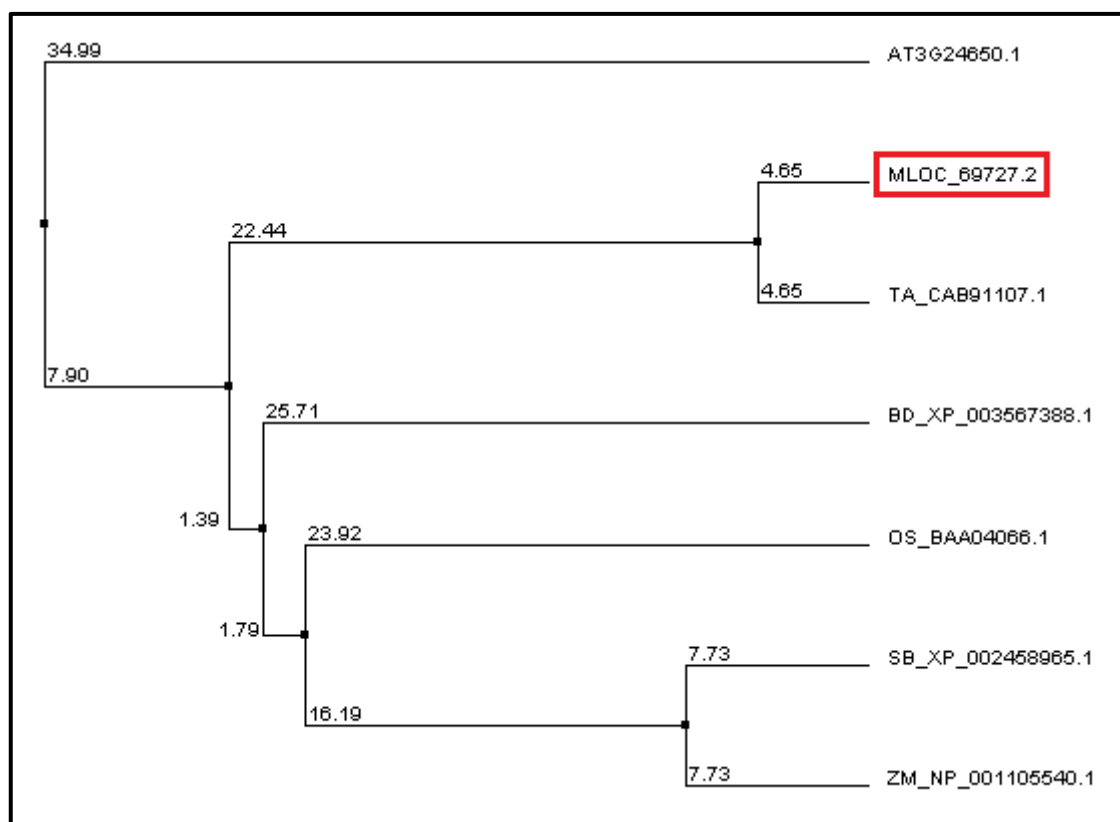 34.99
AT3G24650.1
4.65
MLOC_69727.2
22.44
4.65
TA_CAB91107.1
7.90
25.71
BD_XP_003567388.1
1.39
23.92
OS_BAA04066.1
1.79
7.73
SB_XP_002458965.1
16.19
7.73
ZM_NP_001105540.1